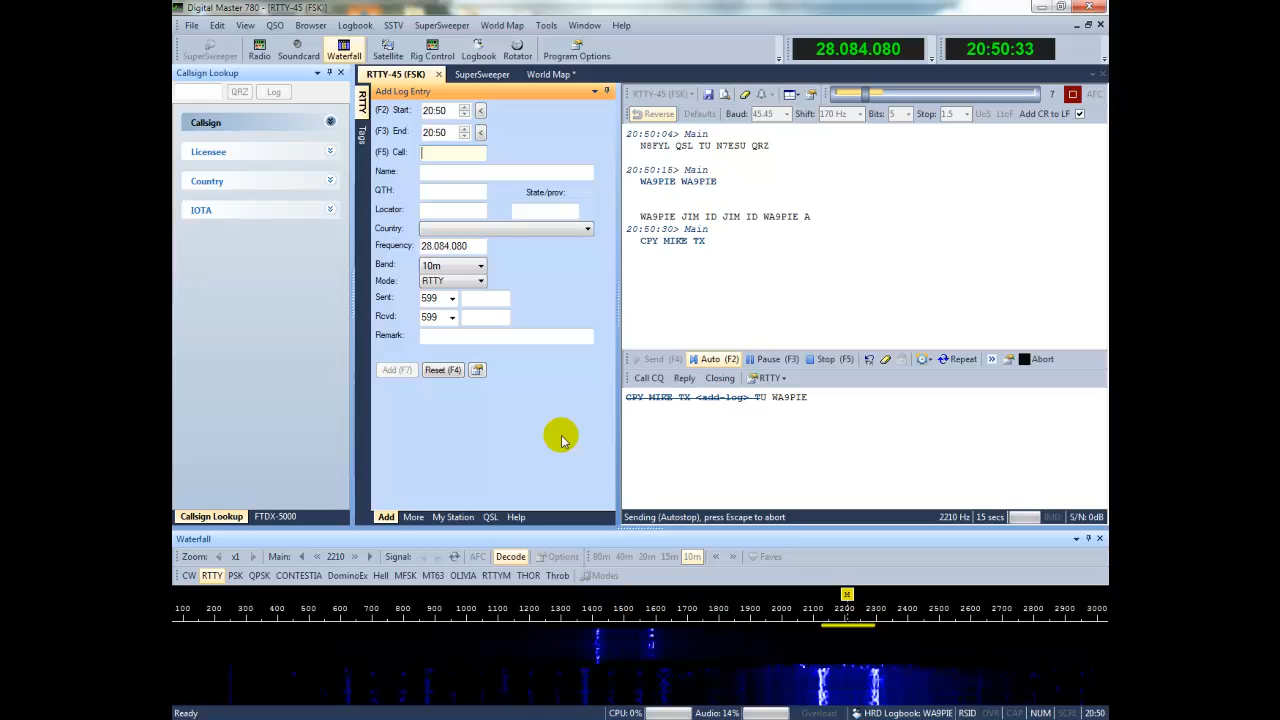 Digital Master 780 - [RTTY-45 (FSK)]
File Edit View QSO Browser Logbook SSTV SuperSweeper World Map Tools Window Help
SuperSweeper Radio Soundcard Waterfall Satellite Rig Control Logbook Rotator Program Options
28.084.080
20:50:33
Callsign Lookup
QRZ Log
Callsign
Licensee
Country
IOTA
Callsign Lookup FTDX-5000
RTTY-45 (FSK) SuperSweeper World Map *
RTTY
Tags
Add Log Entry
(F2) Start: 20:50 <
(F3) End: 20:50 <
(F5) Call:
Name:
QTH: State/prov:
Locator:
Country:
Frequency: 28.084.080
Band: 10m
Mode: RTTY
Sent: 599
Rcvd: 599
Remark:
Add (F7) Reset (F4)
Add More My Station QSL Help
RTTY-45 (FSK) 7 AFC
Reverse Baud: 45.45 Shift: 170 Hz Bits: 5 Stop: 1.5 UoS LtoF Add CR to LF
20:50:04> Main
N8FYL QSL TU N7ESU QRZ
20:50:15> Main
WA9PIE WA9PIE
WA9PIE JIM ID JIM ID WA9PIE A
20:50:30> Main
CPY MIKE TX
Send (F4) Auto (F2) Pause (F3) Stop (F5) Repeat » Abort
Call CQ Reply Closing RTTY
CPY MIKE TX <add-log> TU WA9PIE
Sending (Autostop), press Escape to abort 2210 Hz 15 secs IMD: S/N: 0dB
Waterfall
Zoom: x1 Main: « 2210 » Signal: AFC Decode Options 80m 40m 20m 15m 10m « » Faves
CW RTTY PSK QPSK CONTESTIA DominoEx Hell MFSK MT63 OLIVIA RTTYM THOR Throb Modes
M
100 200 300 400 500 600 700 800 900 1000 1100 1200 1300 1400 1500 1600 1700 1800 1900 2000 2100 2200 2300 2400 2500 2600 2700 2800 2900 3000
Ready CPU: 0% Audio: 14% Overload HRD Logbook: WA9PIE RSID OVR CAP NUM SCRL 20:50